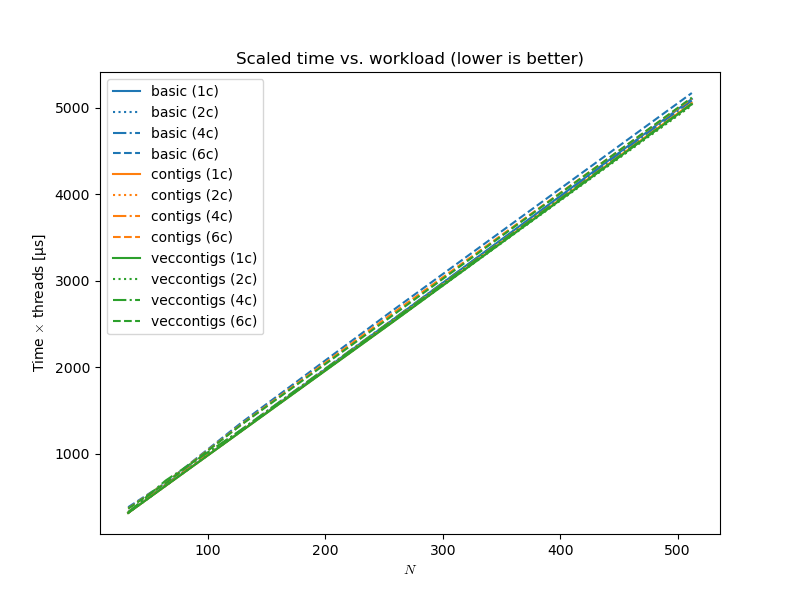 Scaled time vs. workload (lower is better)
basic (1c)
basic (2c)
basic (4c)
basic (6c)
contigs (1c)
contigs (2c)
contigs (4c)
contigs (6c)
veccontigs (1c)
veccontigs (2c)
veccontigs (4c)
veccontigs (6c)
Time × threads [µs]
5000
4000
3000
2000
1000
100 200 300 400 500
N